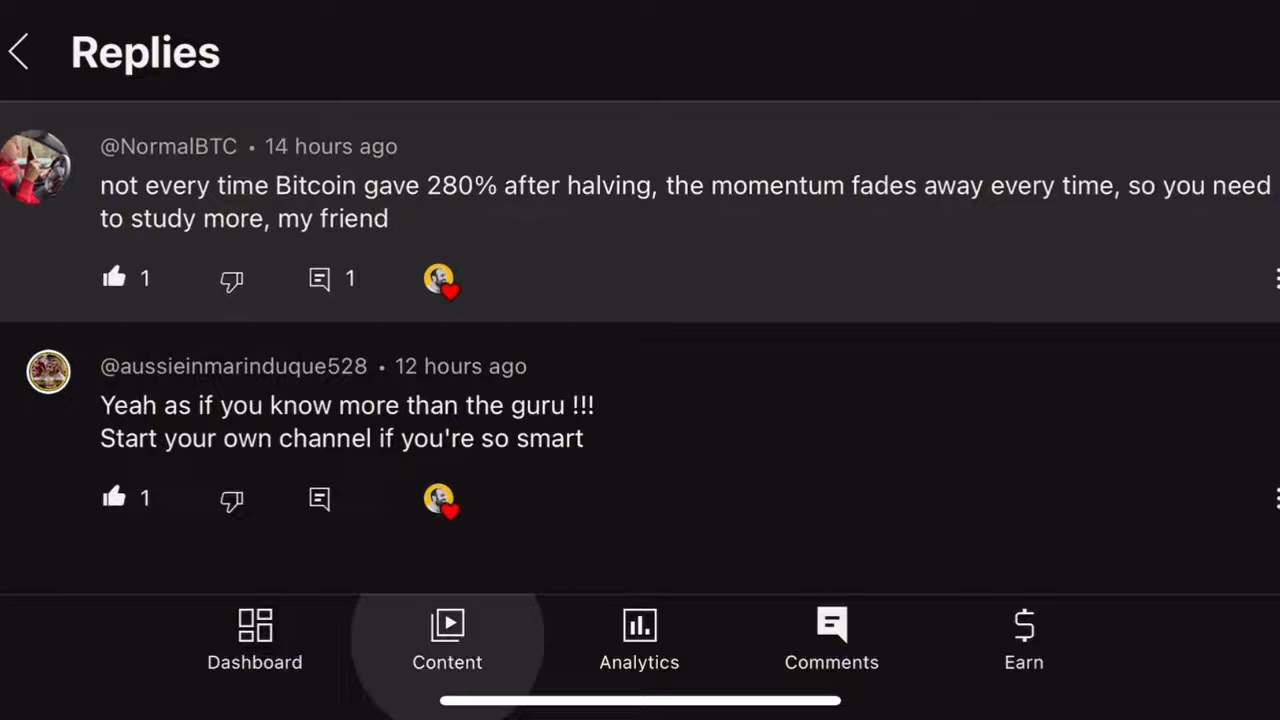 Replies
@NormalBTC • 14 hours ago
not every time Bitcoin gave 280% after halving, the momentum fades away every time, so you need
to study more, my friend
1
1
@aussieinmarinduque528 • 12 hours ago
Yeah as if you know more than the guru !!!
Start your own channel if you're so smart
1
Dashboard
Content
Analytics
Comments
Earn